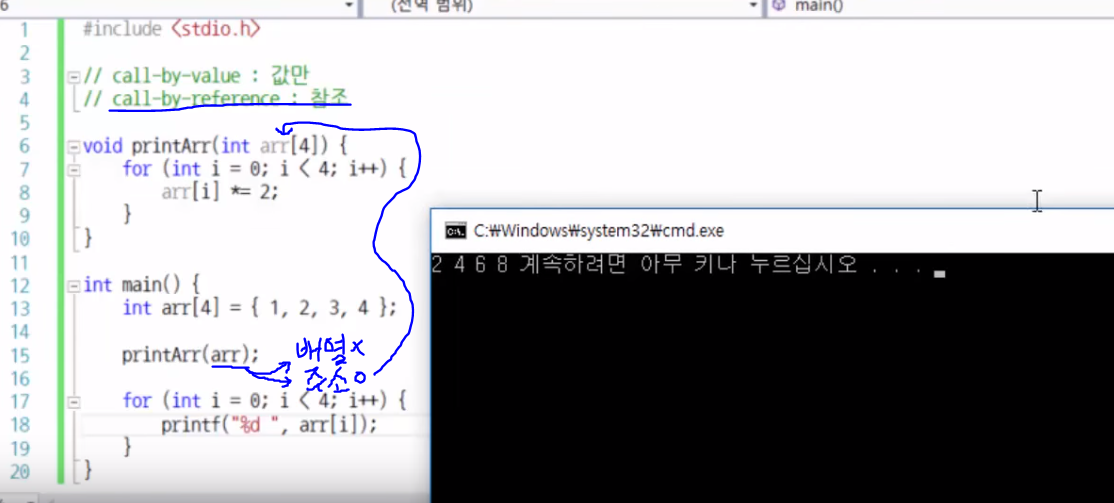 6
(전역 범위)
main()
1 #include <stdio.h>
2
3 // call-by-value : 값만
4 // call-by-reference : 참조
5
6 void printArr(int arr[4]) {
7 for (int i = 0; i < 4; i++) {
8 arr[i] *= 2;
9 }
10 }
11
12 int main() {
13 int arr[4] = { 1, 2, 3, 4 };
14
15 printArr(arr);
배열x
16
주소o
17 for (int i = 0; i < 4; i++) {
18 printf("%d ", arr[i]);
19 }
20 }
C:\Windows\system32\cmd.exe
2 4 6 8 계속하려면 아무 키나 누르십시오 . . .